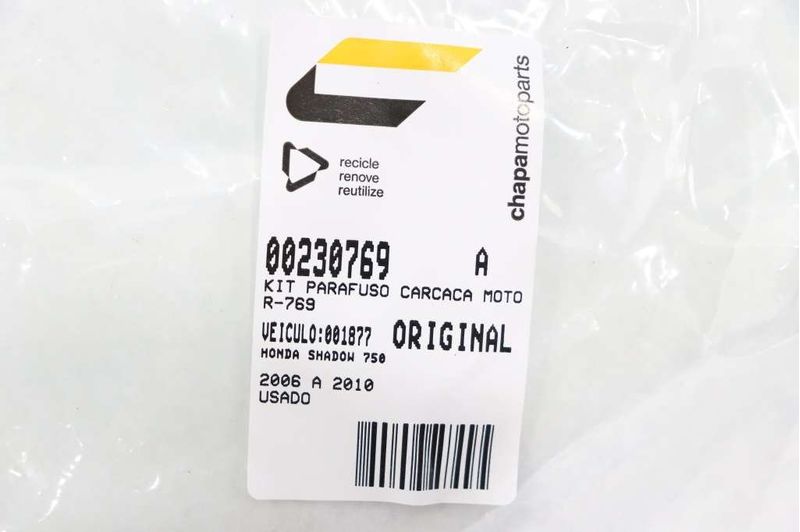 chapamotoparts
recicle
renove
reutilize
00230769 A
KIT PARAFUSO CARCACA MOTO
R-769
VEICULO:001877 ORIGINAL
HONDA SHADOW 750
2006 A 2010
USADO